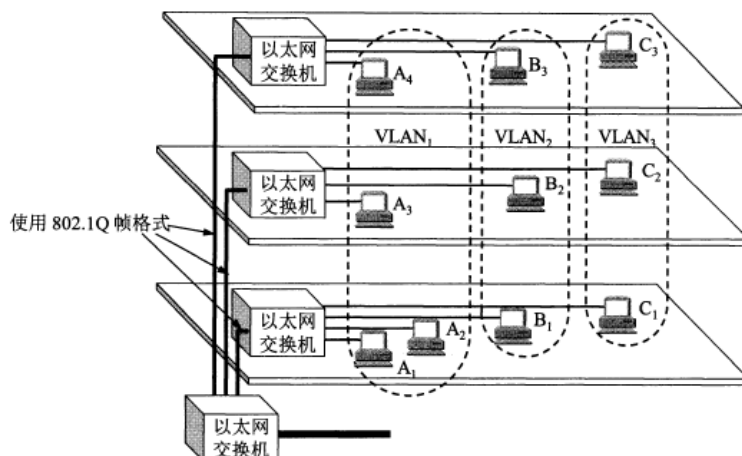 以太网
交换机
A₄
B₃
C₃
VLAN₁
VLAN₂
VLAN₃
以太网
交换机
A₃
B₂
C₂
使用 802.1Q 帧格式
以太网
交换机
A₁
A₂
B₁
C₁
以太网
交换机